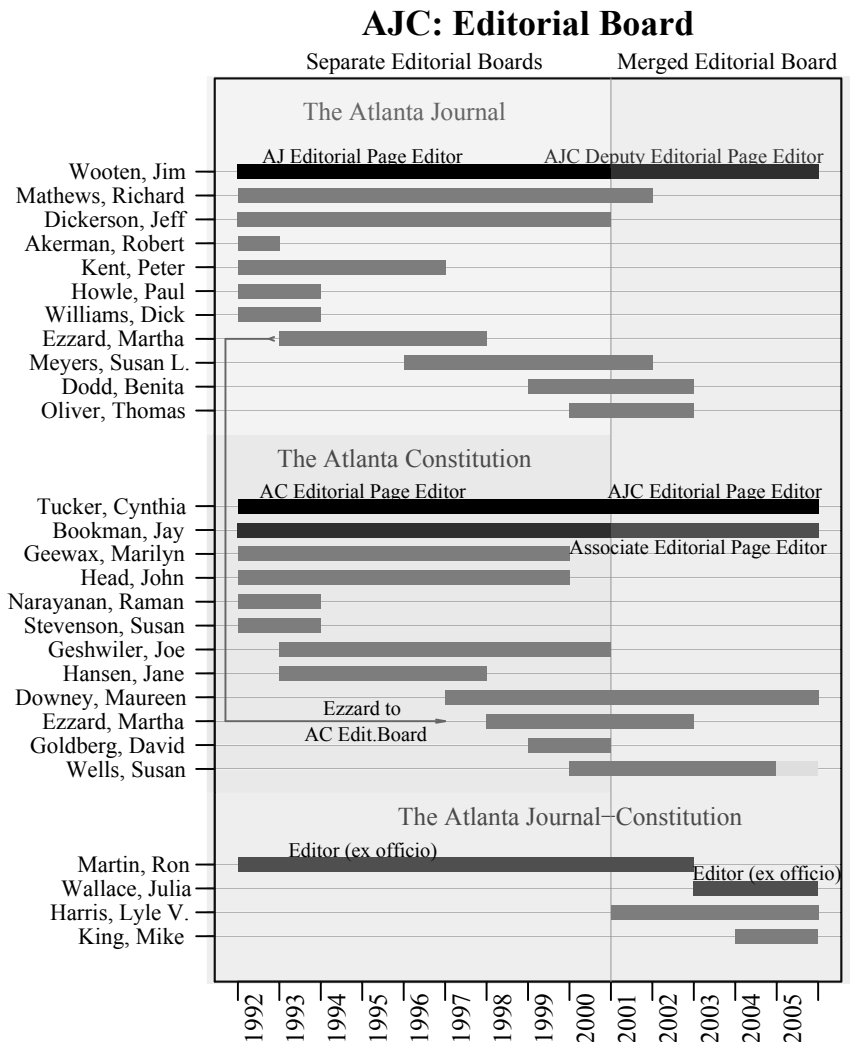 AJC: Editorial Board
Separate Editorial Boards Merged Editorial Board
The Atlanta Journal
AJ Editorial Page Editor AJC Deputy Editorial Page Editor
Wooten, Jim
Mathews, Richard
Dickerson, Jeff
Akerman, Robert
Kent, Peter
Howle, Paul
Williams, Dick
Ezzard, Martha
Meyers, Susan L.
Dodd, Benita
Oliver, Thomas
The Atlanta Constitution
AC Editorial Page Editor AJC Editorial Page Editor
Tucker, Cynthia
Bookman, Jay
Associate Editorial Page Editor
Geewax, Marilyn
Head, John
Narayanan, Raman
Stevenson, Susan
Geshwiler, Joe
Hansen, Jane
Downey, Maureen
Ezzard to
Ezzard, Martha
AC Edit.Board
Goldberg, David
Wells, Susan
The Atlanta Journal−Constitution
Editor (ex officio)
Martin, Ron
Editor (ex officio)
Wallace, Julia
Harris, Lyle V.
King, Mike
1992 1993 1994 1995 1996 1997 1998 1999 2000 2001 2002 2003 2004 2005